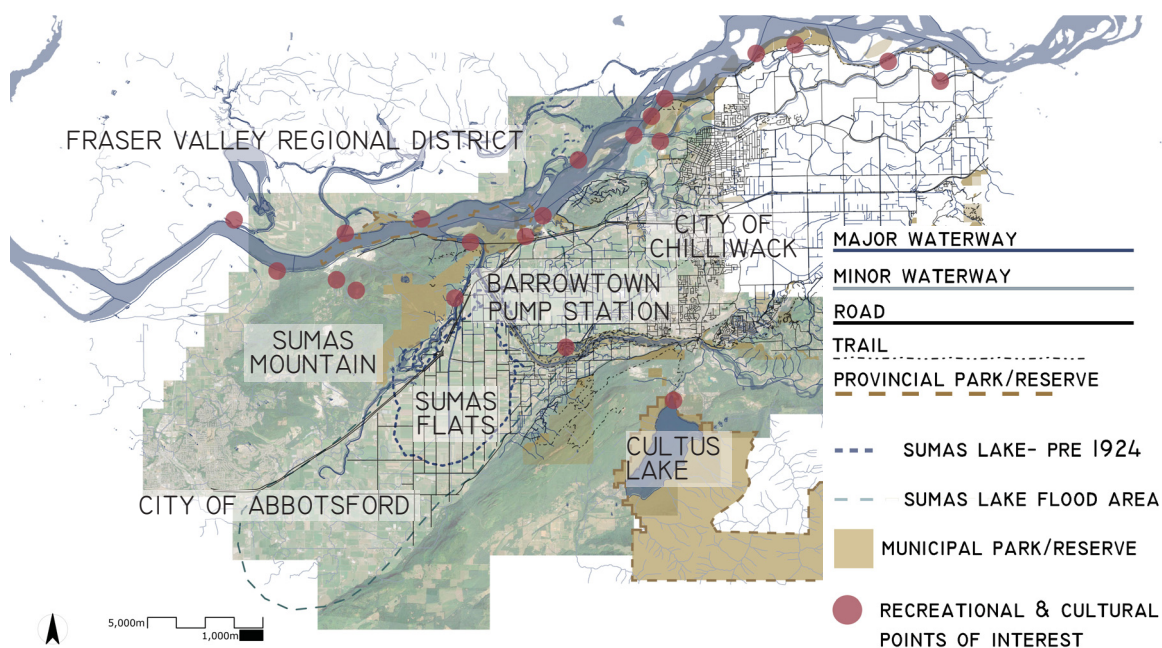 FRASER VALLEY REGIONAL DISTRICT
CITY OF
CHILLIWACK
BARROWTOWN
PUMP STATION
SUMAS
MOUNTAIN
SUMAS
FLATS
CULTUS
LAKE
CITY OF ABBOTSFORD
MAJOR WATERWAY
MINOR WATERWAY
ROAD
TRAIL
PROVINCIAL PARK/RESERVE
SUMAS LAKE- PRE 1924
SUMAS LAKE FLOOD AREA
MUNICIPAL PARK/RESERVE
RECREATIONAL & CULTURAL
POINTS OF INTEREST
5,000m
1,000m